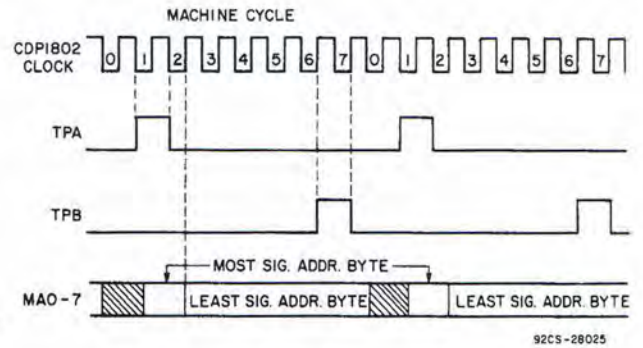 MACHINE CYCLE
CDP1802
CLOCK
0 1 2 3 4 5 6 7 0 1 2 3 4 5 6 7
TPA
TPB
MOST SIG. ADDR. BYTE
MA0-7
LEAST SIG. ADDR. BYTE LEAST SIG. ADDR. BYTE
92CS-28025